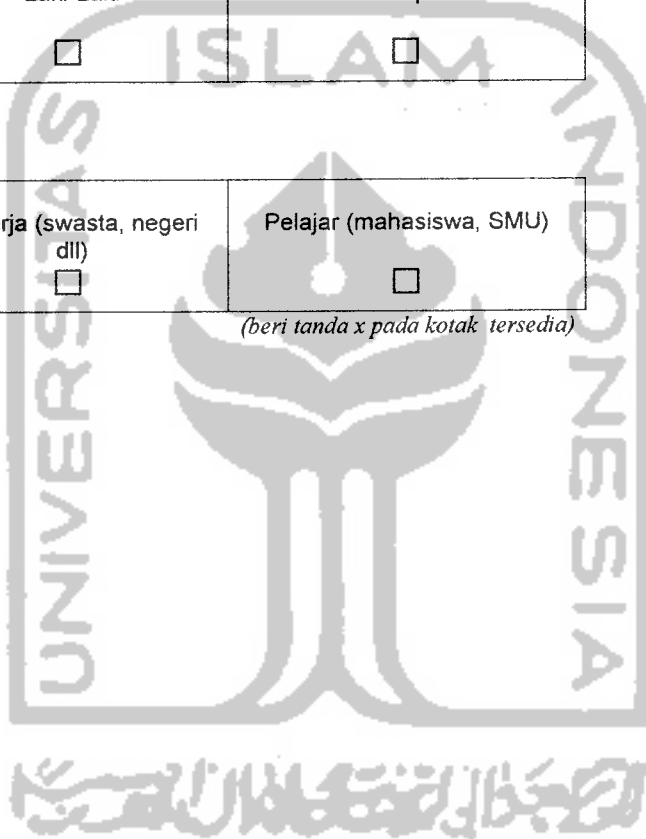 ☐ ☐
rja (swasta, negeri
dll)
☐
Pelajar (mahasiswa, SMU)
☐
(beri tanda x pada kotak tersedia)
UNIVERSITAS
ISLAM
INDONESIA